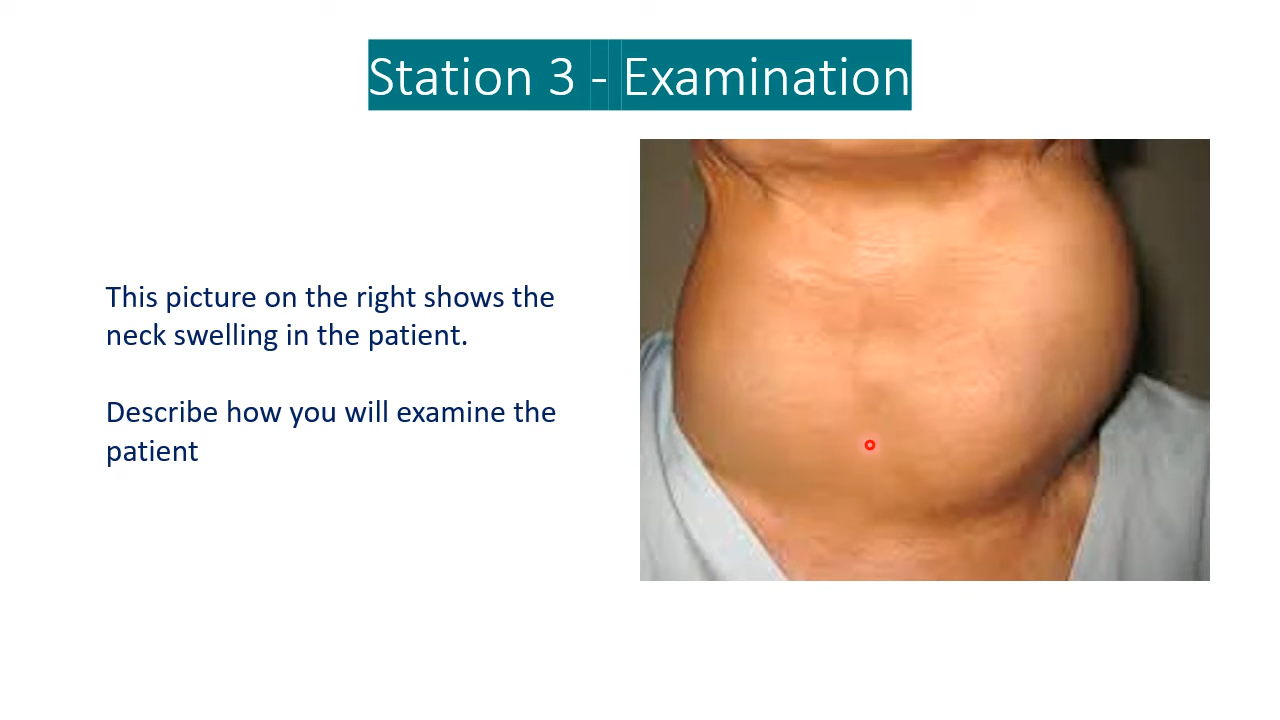 Station 3 - Examination
This picture on the right shows the
neck swelling in the patient.
Describe how you will examine the
patient